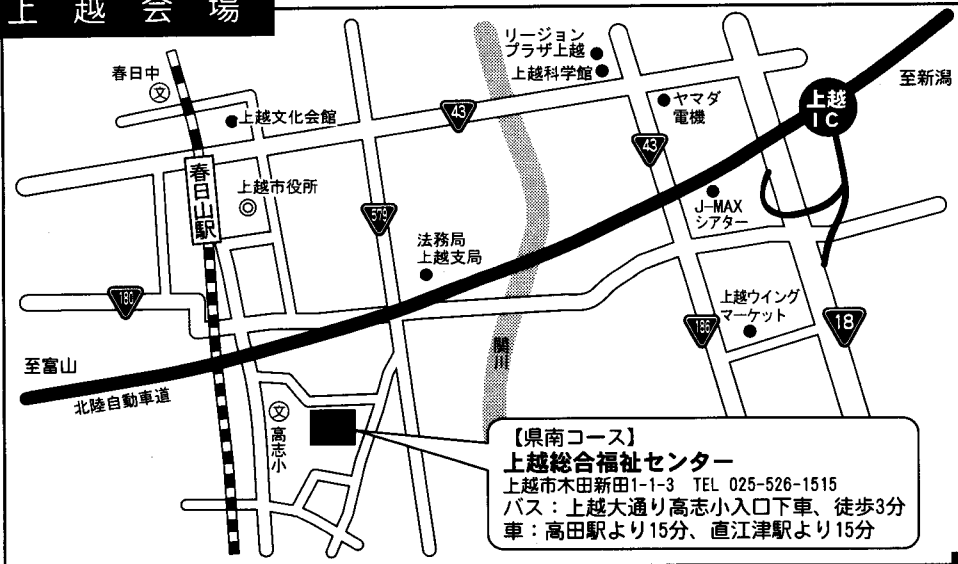 上越会場
リージョン
プラザ上越
上越科学館
至新潟
春日中
文
上越文化会館
43
ヤマダ
電機
上越
IC
43
春日山駅
上越市役所
579
J-MAX
シアター
法務局
上越支局
180
上越ウイング
マーケット
186
18
関川
至富山
北陸自動車道
文
高志小
【県南コース】
上越総合福祉センター
上越市木田新田1-1-3 TEL 025-526-1515
バス：上越大通り高志小入口下車、徒歩3分
車：高田駅より15分、直江津駅より15分